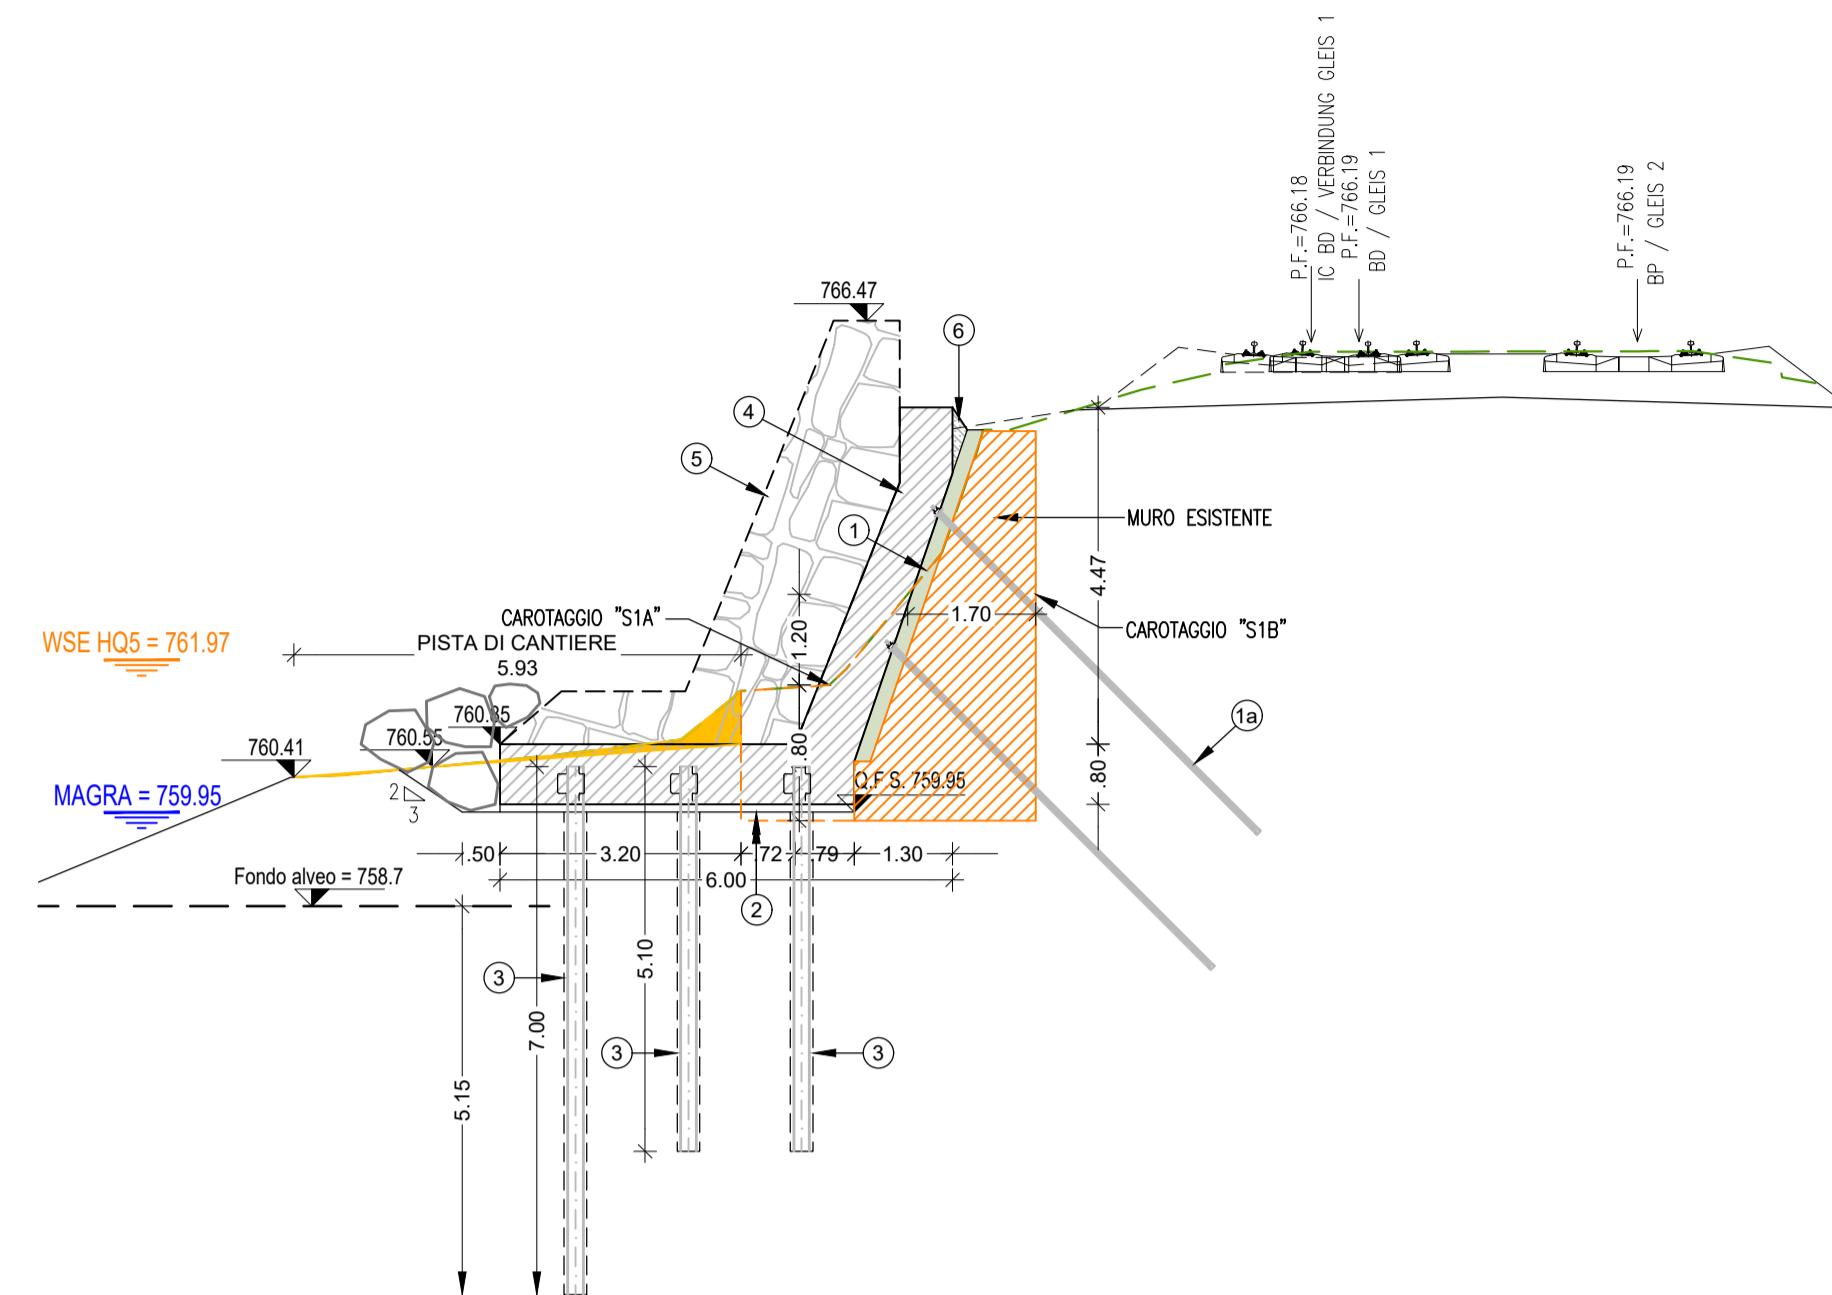 P.F.=766.18
IC BD / VERBINDUNG GLEIS 1
P.F.=766.19
BD / GLEIS 1
P.F.=766.19
BP / GLEIS 2
766.47
6
4
5
1
MURO ESISTENTE
4.47
1.70
CAROTAGGIO "S1A"
1.20
CAROTAGGIO "S1B"
WSE HQ5 = 761.97
PISTA DI CANTIERE
5.93
760.85
760.55
760.41
1a
.80
.80
Q.F.S. 759.95
MAGRA = 759.95
2
3
.50
3.20
.72
.79
1.30
6.00
Fondo alveo = 758.7
2
3
5.10
7.00
3
3
5.15